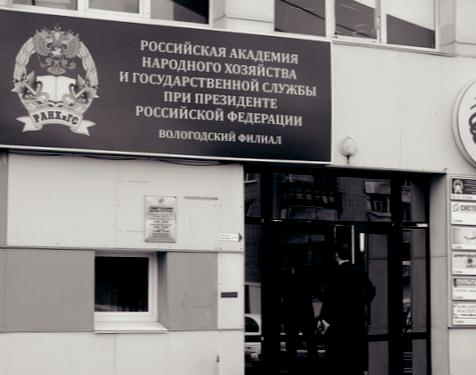 РОССИЙСКАЯ АКАДЕМИЯ
НАРОДНОГО ХОЗЯЙСТВА
И ГОСУДАРСТВЕННОЙ СЛУЖБЫ
ПРИ ПРЕЗИДЕНТЕ
РОССИЙСКОЙ ФЕДЕРАЦИИ
ВОЛОГОДСКИЙ ФИЛИАЛ
РАНХиГС